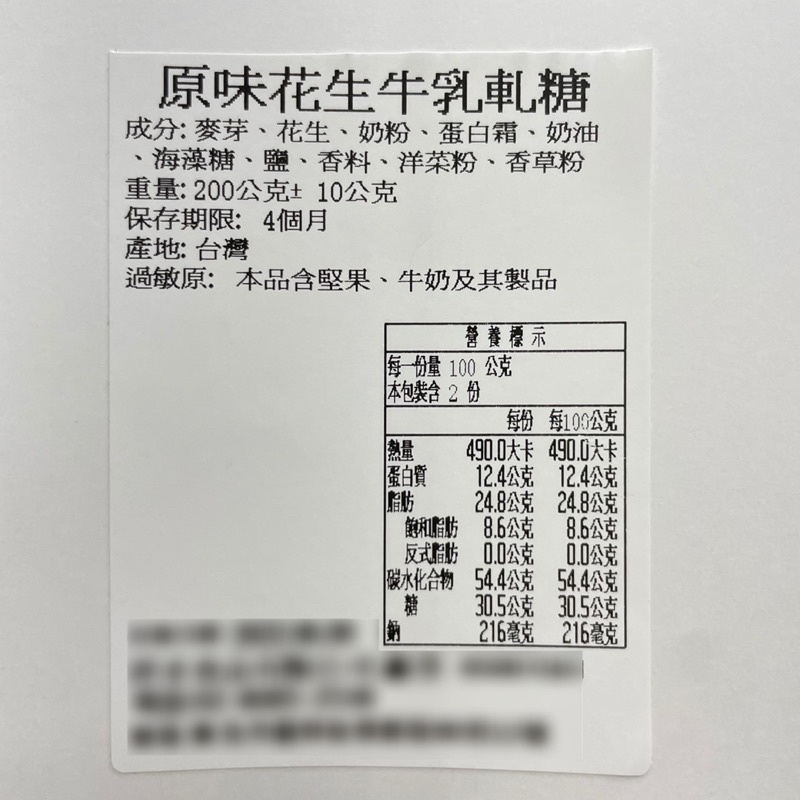 原味花生牛乳軋糖
成分: 麥芽、花生、奶粉、蛋白霜、奶油
、海藻糖、鹽、香料、洋菜粉、香草粉
重量: 200公克± 10公克
保存期限: 4個月
產地: 台灣
過敏原: 本品含堅果、牛奶及其製品
營養標示
每一份量 100 公克
本包裝含 2 份
每份 每100公克
熱量 490.0大卡 490.0大卡
蛋白質 12.4公克 12.4公克
脂肪 24.8公克 24.8公克
飽和脂肪 8.6公克 8.6公克
反式脂肪 0.0公克 0.0公克
碳水化合物 54.4公克 54.4公克
糖 30.5公克 30.5公克
鈉 216毫克 216毫克